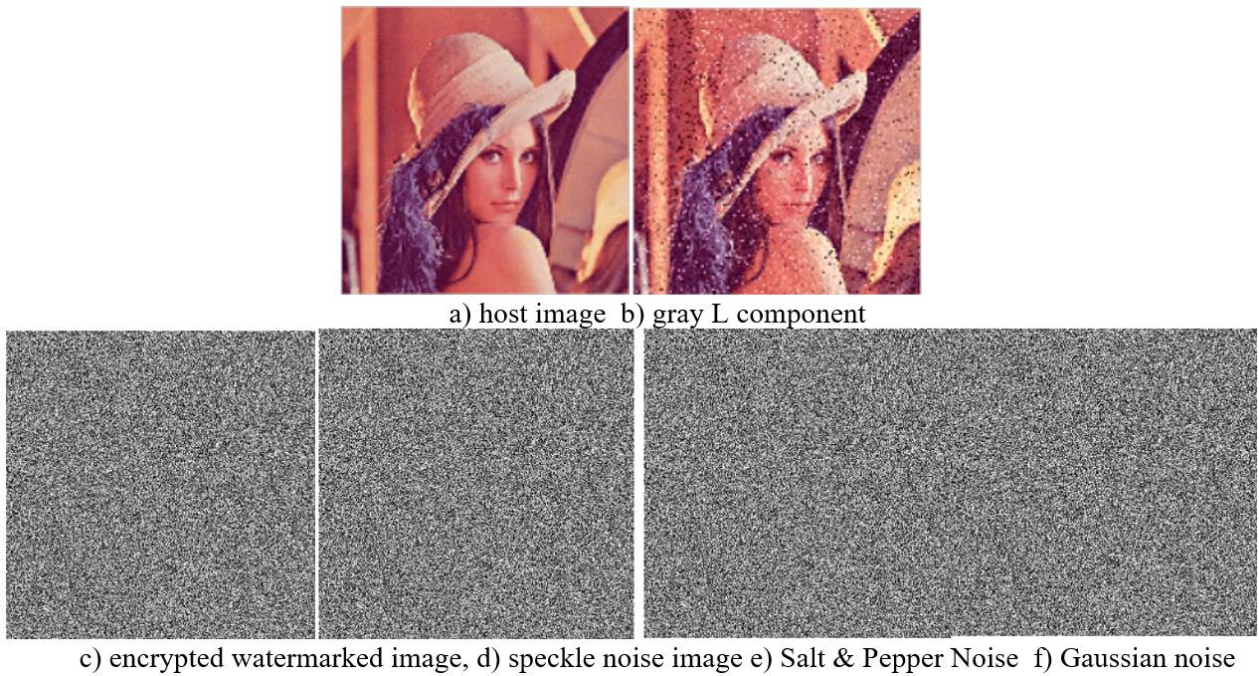 a) host image b) gray L component
c) encrypted watermarked image, d) speckle noise image e) Salt & Pepper Noise f) Gaussian noise